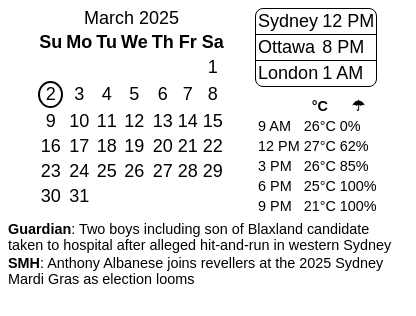 March 2025
Su Mo Tu We Th Fr Sa
1
2 3 4 5 6 7 8
9 10 11 12 13 14 15
16 17 18 19 20 21 22
23 24 25 26 27 28 29
30 31
Sydney 12 PM
Ottawa 8 PM
London 1 AM
°C ☂
9 AM 26°C 0%
12 PM 27°C 62%
3 PM 26°C 85%
6 PM 25°C 100%
9 PM 21°C 100%
Guardian: Two boys including son of Blaxland candidate
taken to hospital after alleged hit-and-run in western Sydney
SMH: Anthony Albanese joins revellers at the 2025 Sydney
Mardi Gras as election looms